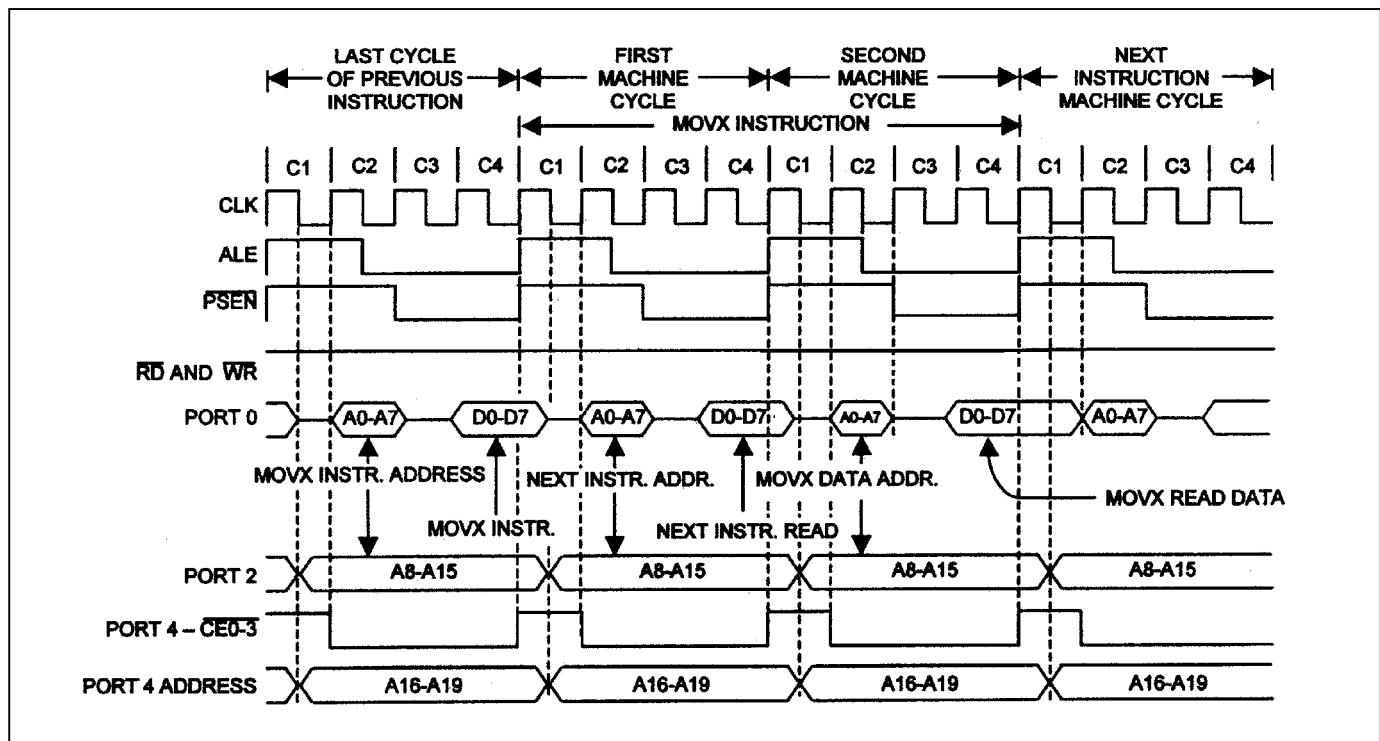 LAST CYCLE
OF PREVIOUS
INSTRUCTION
FIRST
MACHINE
CYCLE
SECOND
MACHINE
CYCLE
NEXT
INSTRUCTION
MACHINE CYCLE
MOVX INSTRUCTION
C1 C2 C3 C4 C1 C2 C3 C4 C1 C2 C3 C4 C1 C2 C3 C4
CLK
ALE
PSEN
RD AND WR
PORT 0 A0-A7 D0-D7 A0-A7 D0-D7 A0-A7 D0-D7 A0-A7
MOVX INSTR. ADDRESS
NEXT INSTR. ADDR.
MOVX DATA ADDR.
MOVX READ DATA
MOVX INSTR.
NEXT INSTR. READ
PORT 2 A8-A15 A8-A15 A8-A15 A8-A15
PORT 4 – CE0-3
PORT 4 ADDRESS A16-A19 A16-A19 A16-A19 A16-A19